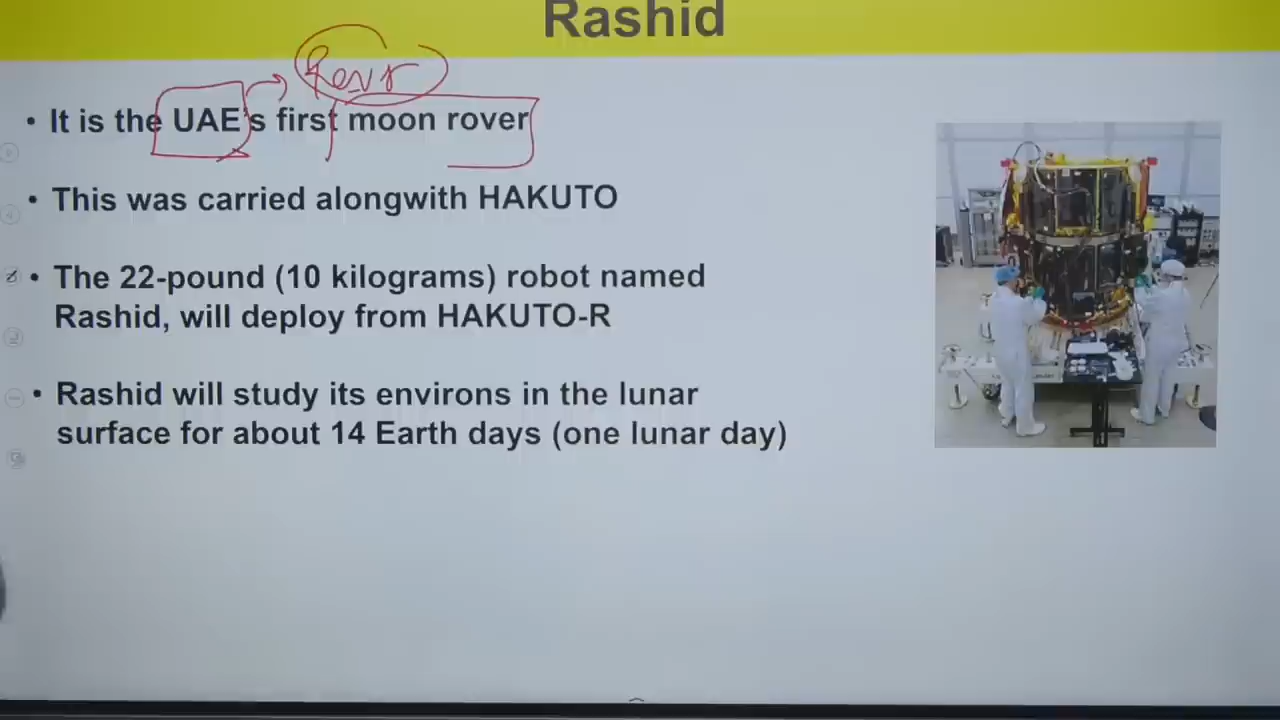 Rashid
Rover
• It is the UAE's first moon rover
• This was carried alongwith HAKUTO
• The 22-pound (10 kilograms) robot named
Rashid, will deploy from HAKUTO-R
• Rashid will study its environs in the lunar
surface for about 14 Earth days (one lunar day)